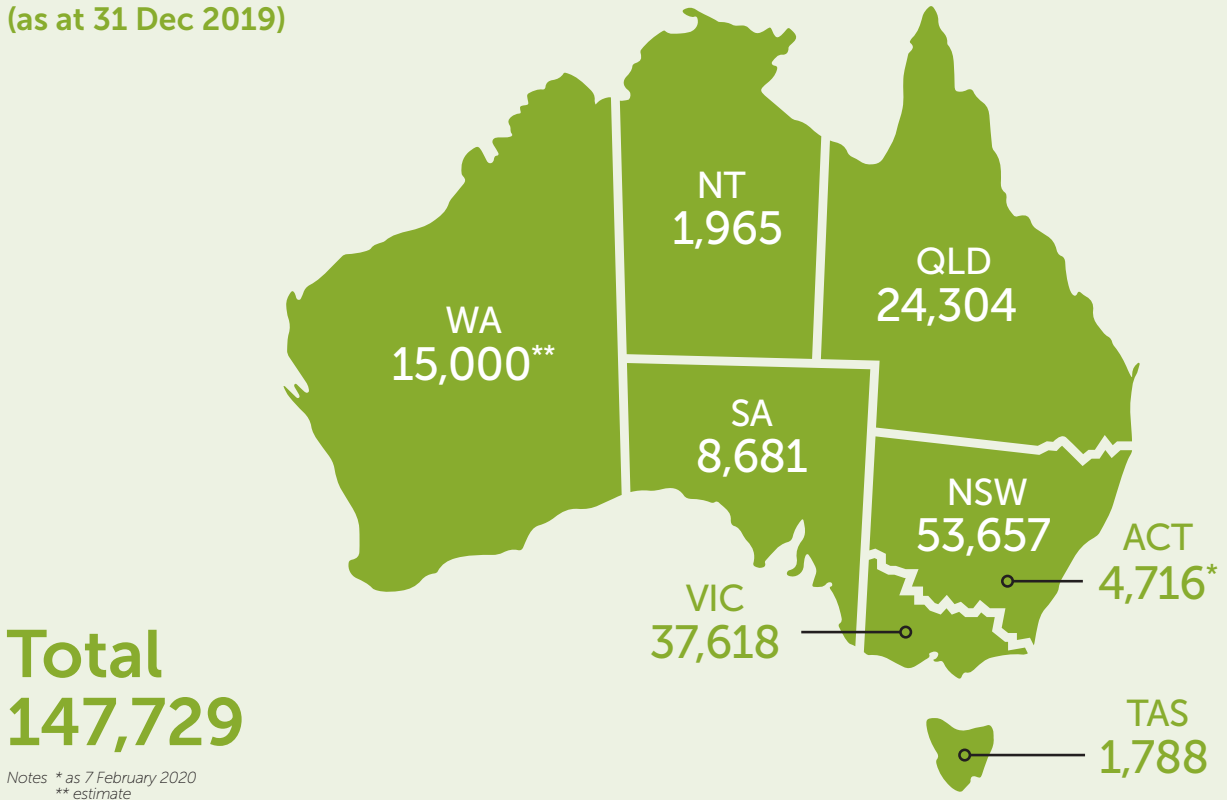 (as at 31 Dec 2019)
NT
1,965
QLD
24,304
WA
15,000**
SA
8,681
NSW
53,657
ACT
4,716*
VIC
37,618
Total
147,729
TAS
1,788
Notes * as 7 February 2020
** estimate